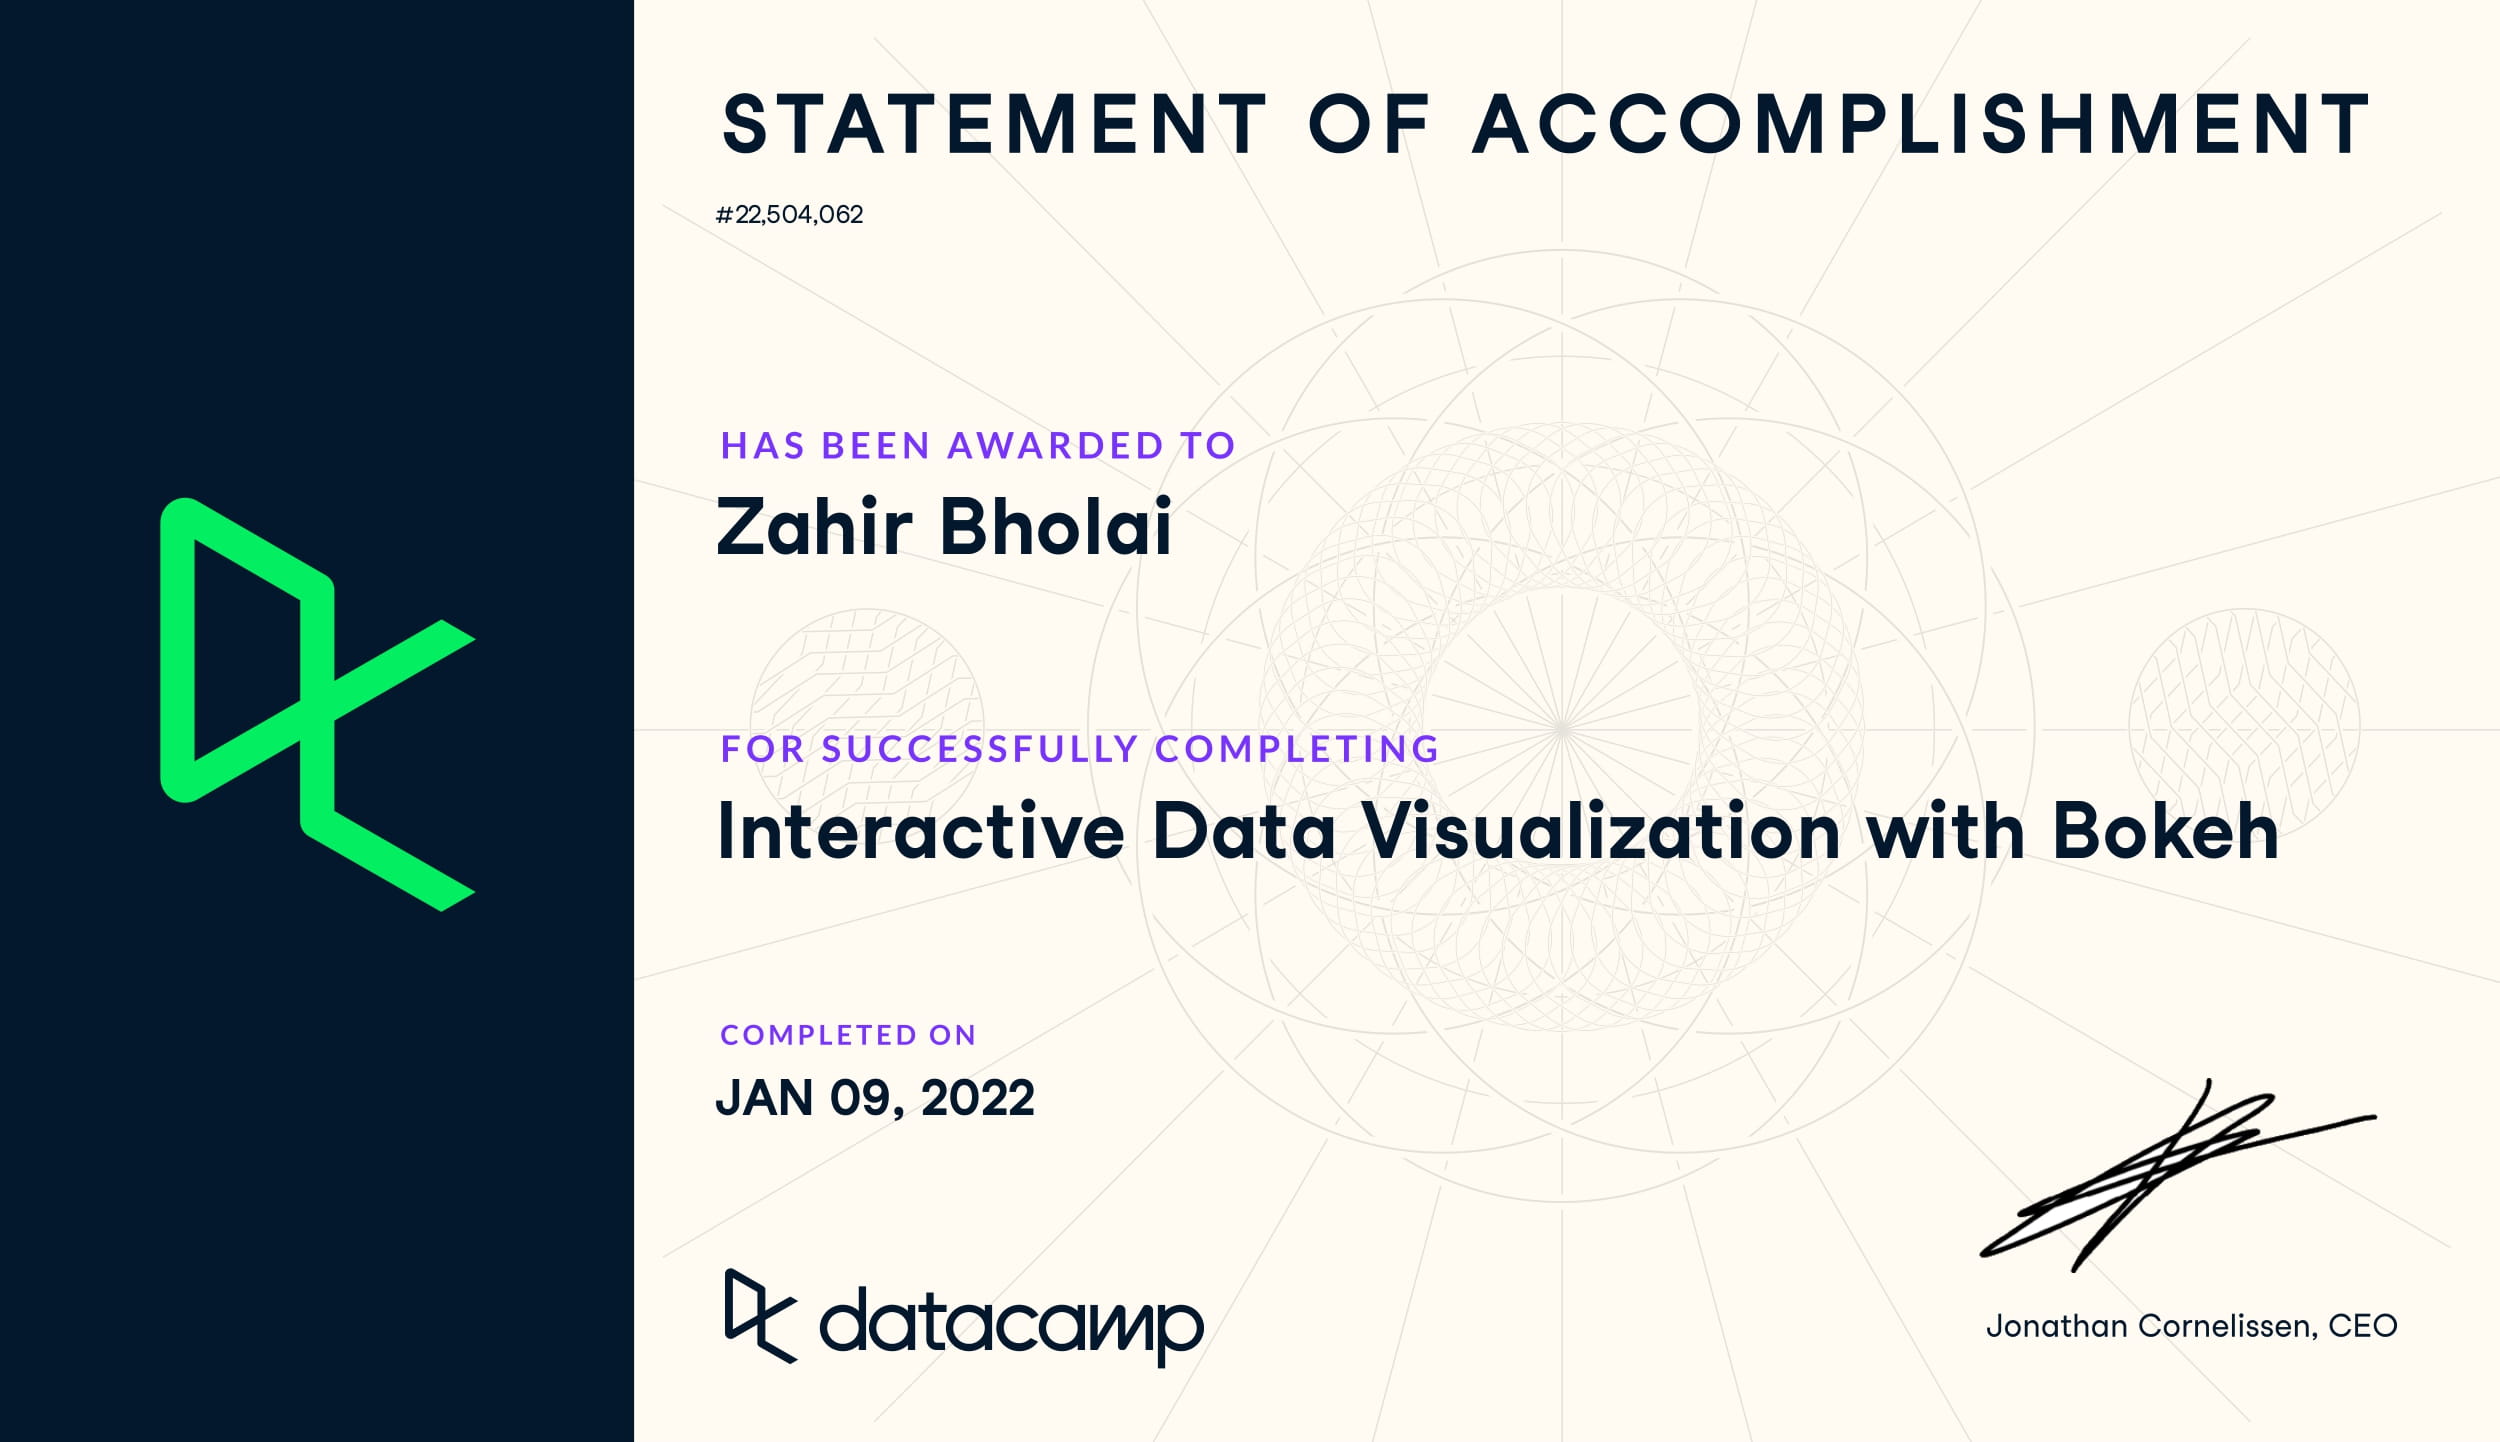 STATEMENT OF ACCOMPLISHMENT
#22,504,062
HAS BEEN AWARDED TO
Zahir Bholai
FOR SUCCESSFULLY COMPLETING
Interactive Data Visualization with Bokeh
COMPLETED ON
JAN 09, 2022
datacamp
Jonathan Cornelissen, CEO